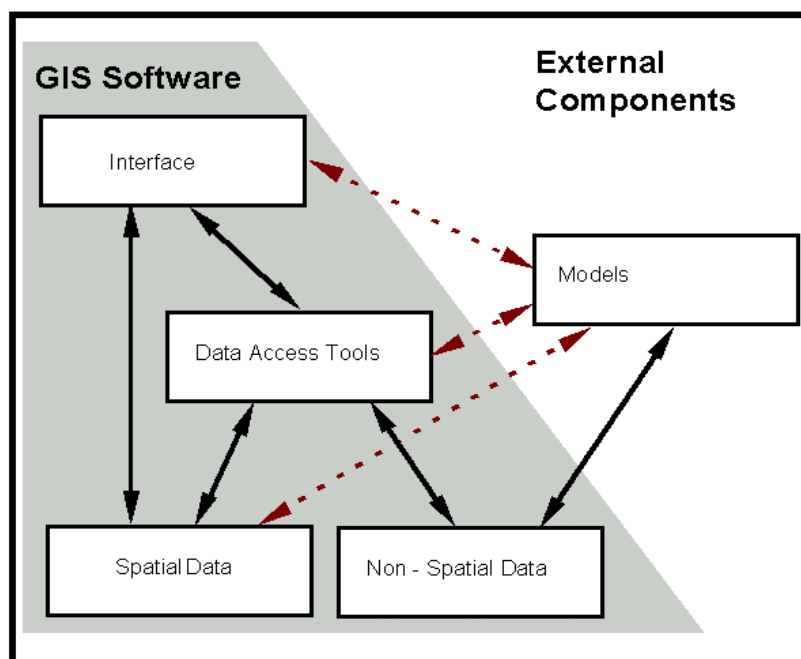 GIS Software
External
Components
Interface
Models
Data Access Tools
Spatial Data
Non - Spatial Data